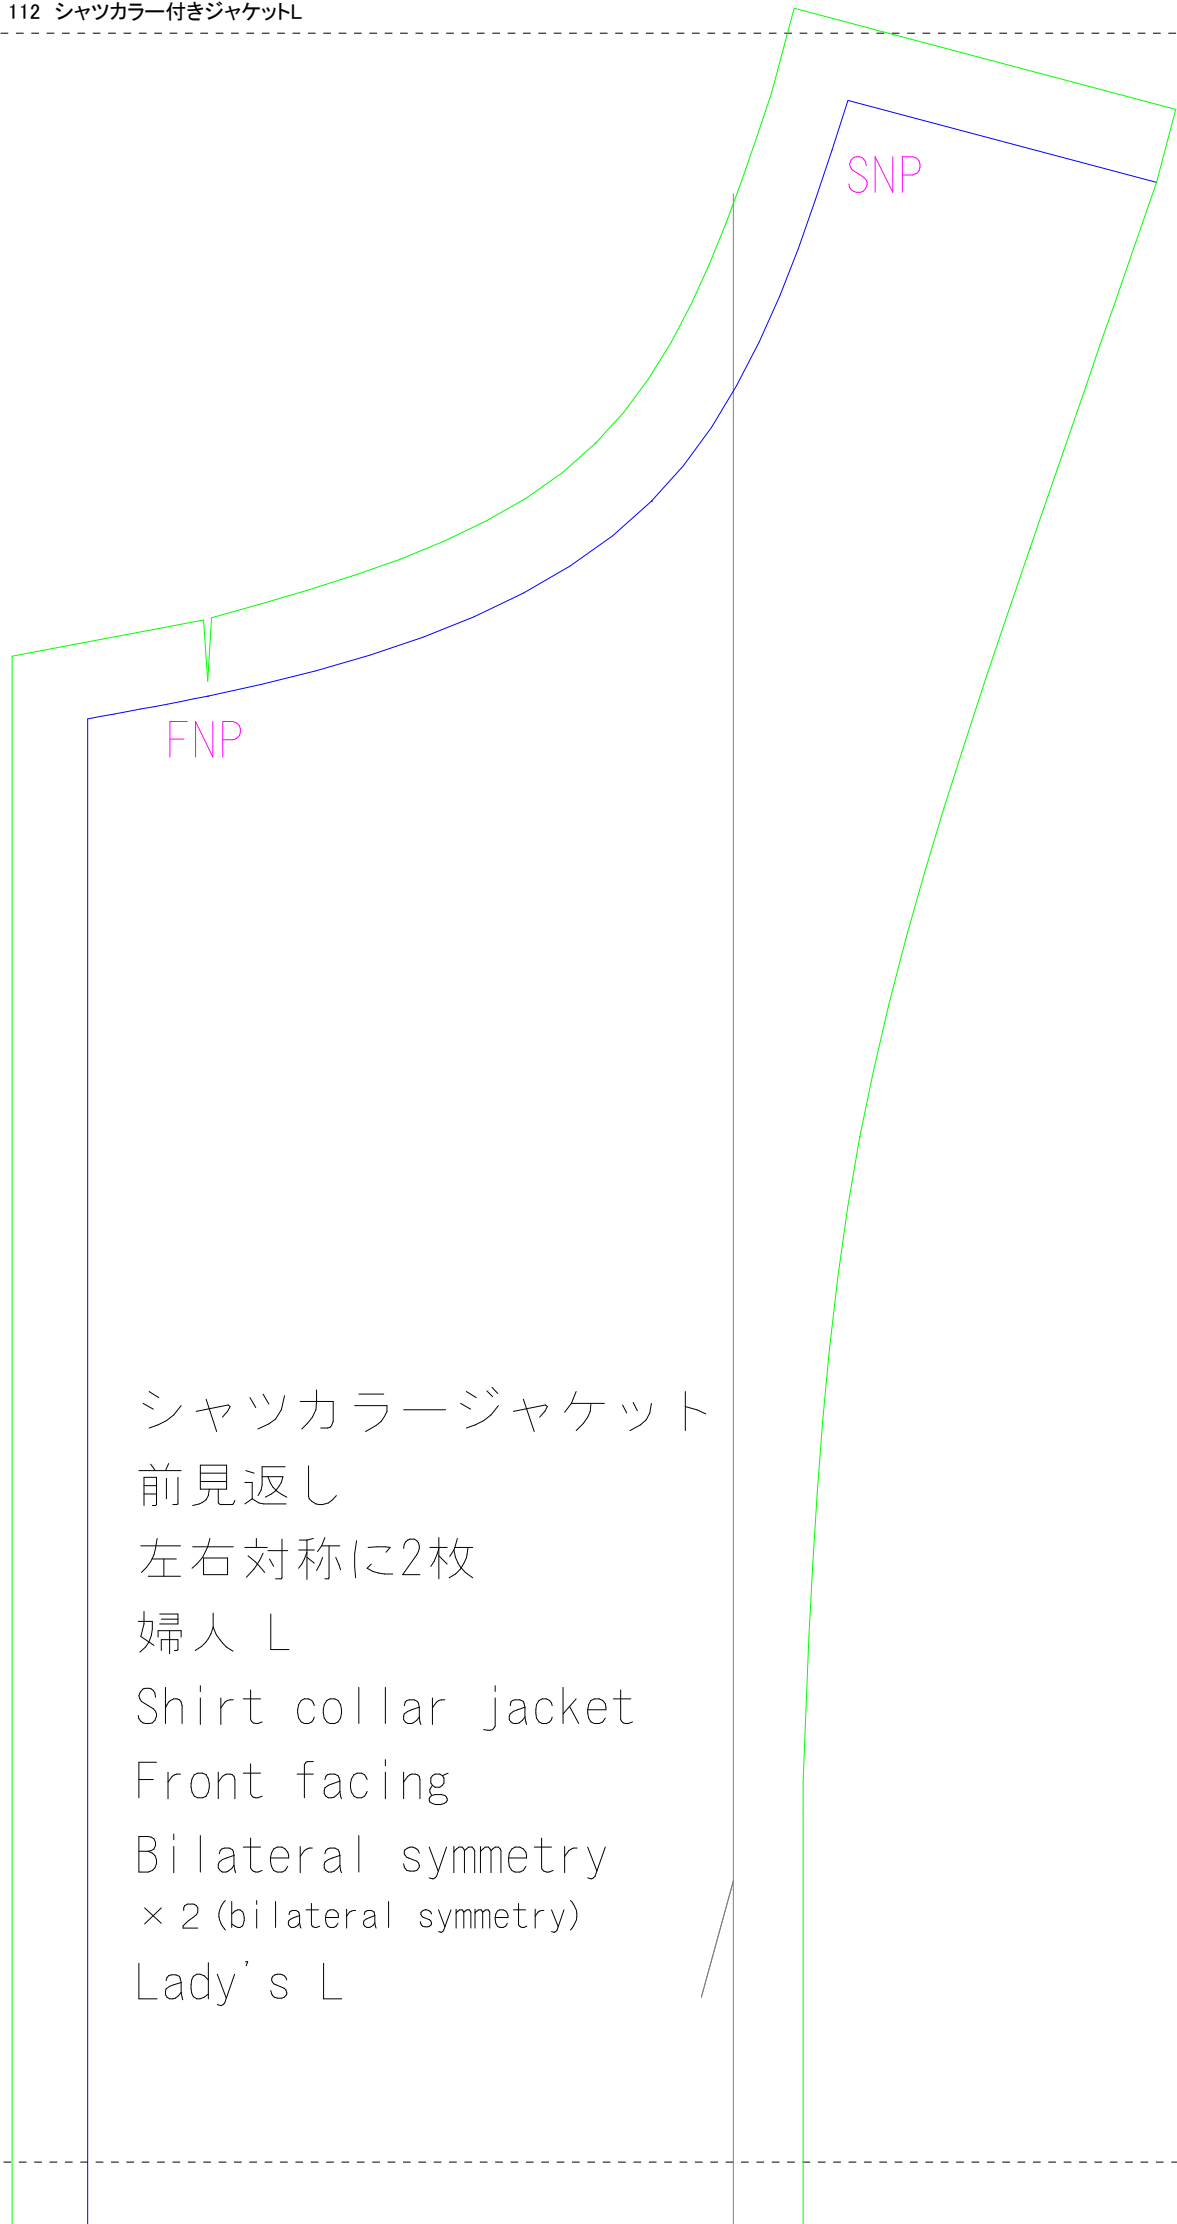 112 シャツカラー付きジャケットL
SNP
FNP
シャツカラージャケット
前見返し
左右対称に2枚
婦人 L
Shirt collar jacket
Front facing
Bilateral symmetry
×２(bilateral symmetry)
Lady's L